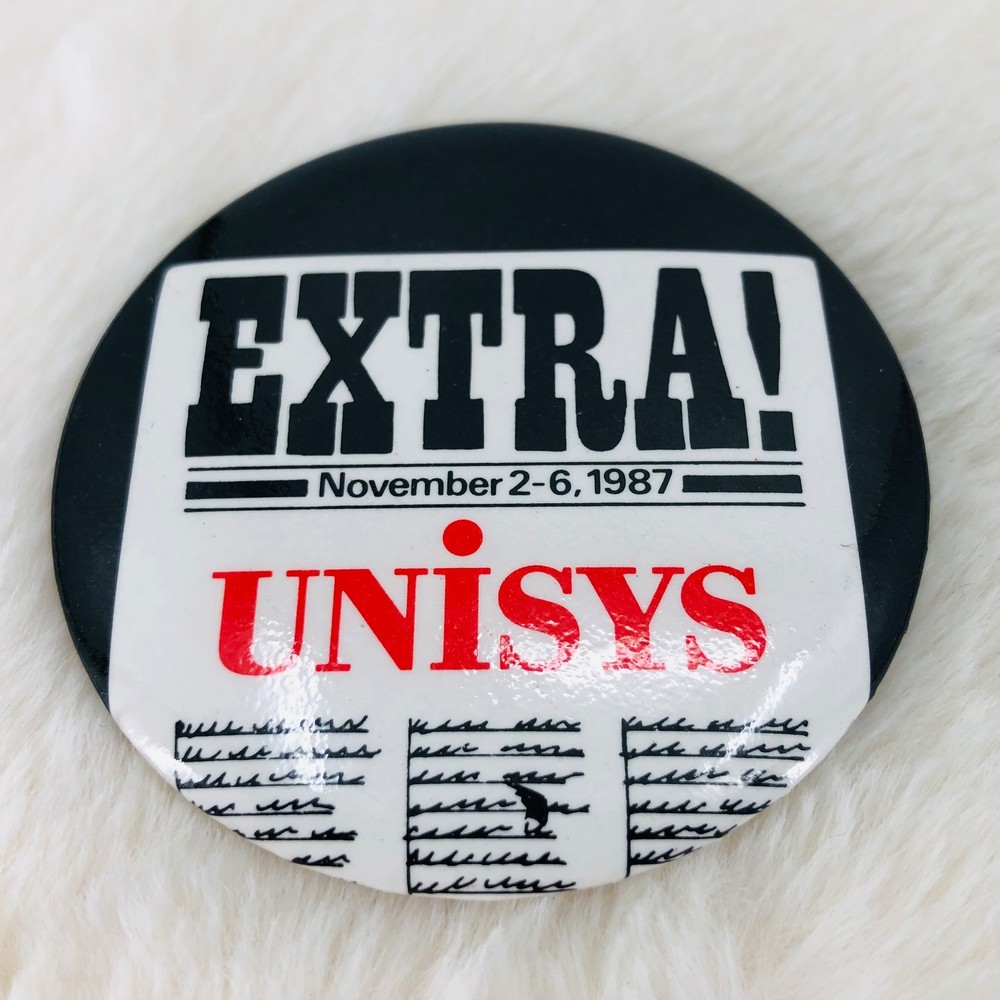 EXTRA!
November 2-6, 1987
UNiSYS